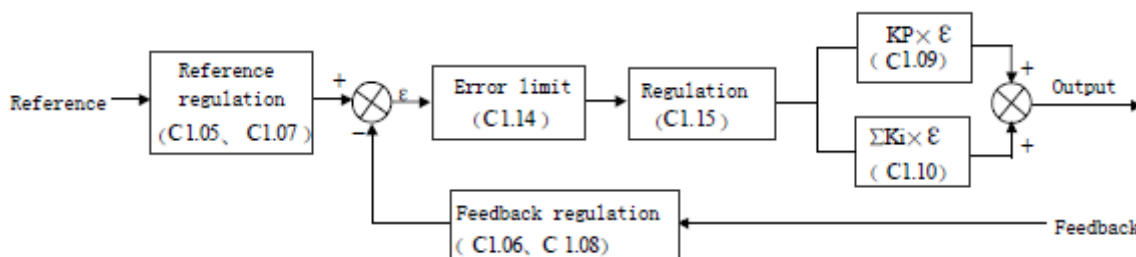 Reference
Reference
regulation
(C1.05、 C1.07)
+
−
ε
Error limit
(C1.14)
Regulation
(C1.15)
KP× ε
( C1.09)
ΣKi× ε
( C1.10)
+
+
Output
Feedback regulation
( C1.06、C 1.08)
Feedback